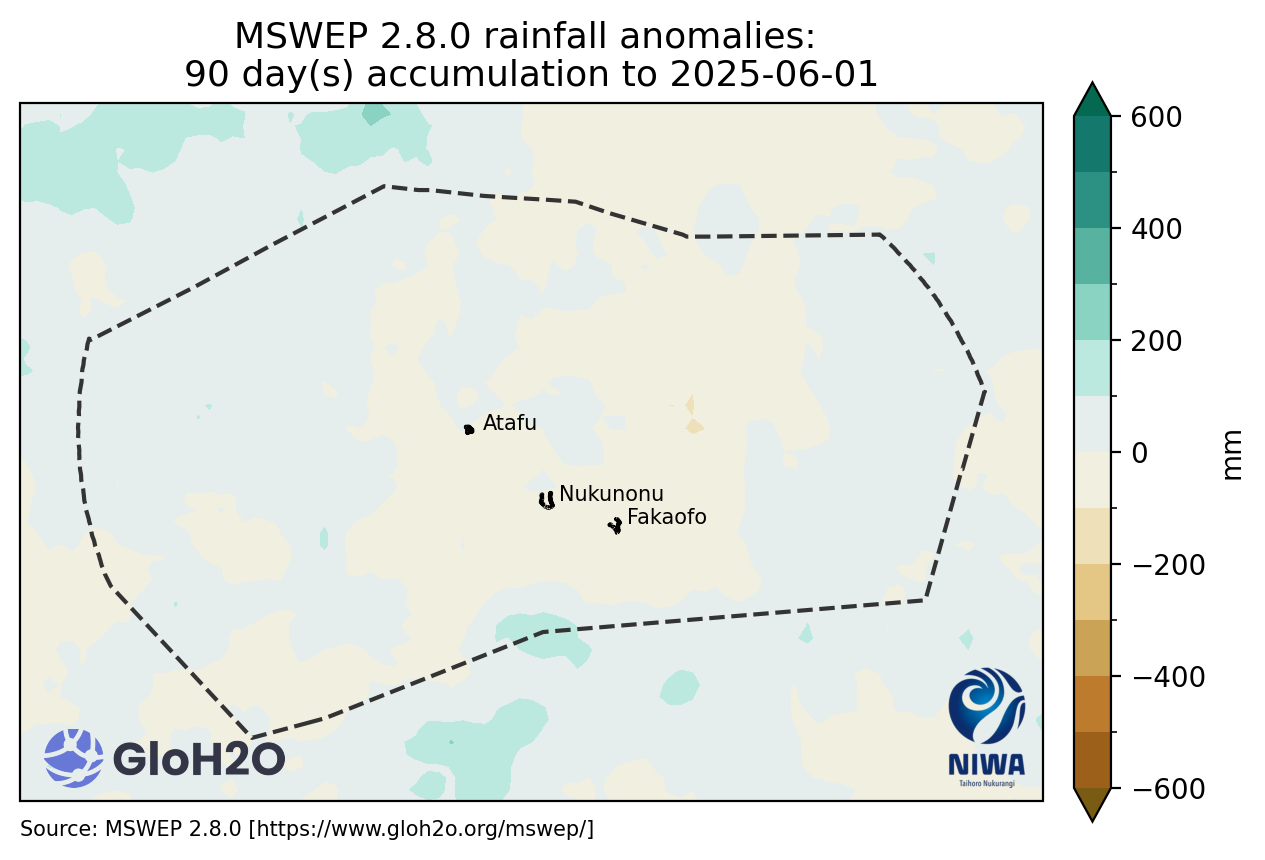 MSWEP 2.8.0 rainfall anomalies:
90 day(s) accumulation to 2025-06-01
600
400
200
0
−200
−400
−600
mm
Atafu
Nukunonu
Fakaofo
GloH2O
NIWA
Taihoro Nukurangi
Source: MSWEP 2.8.0 [https://www.gloh2o.org/mswep/]